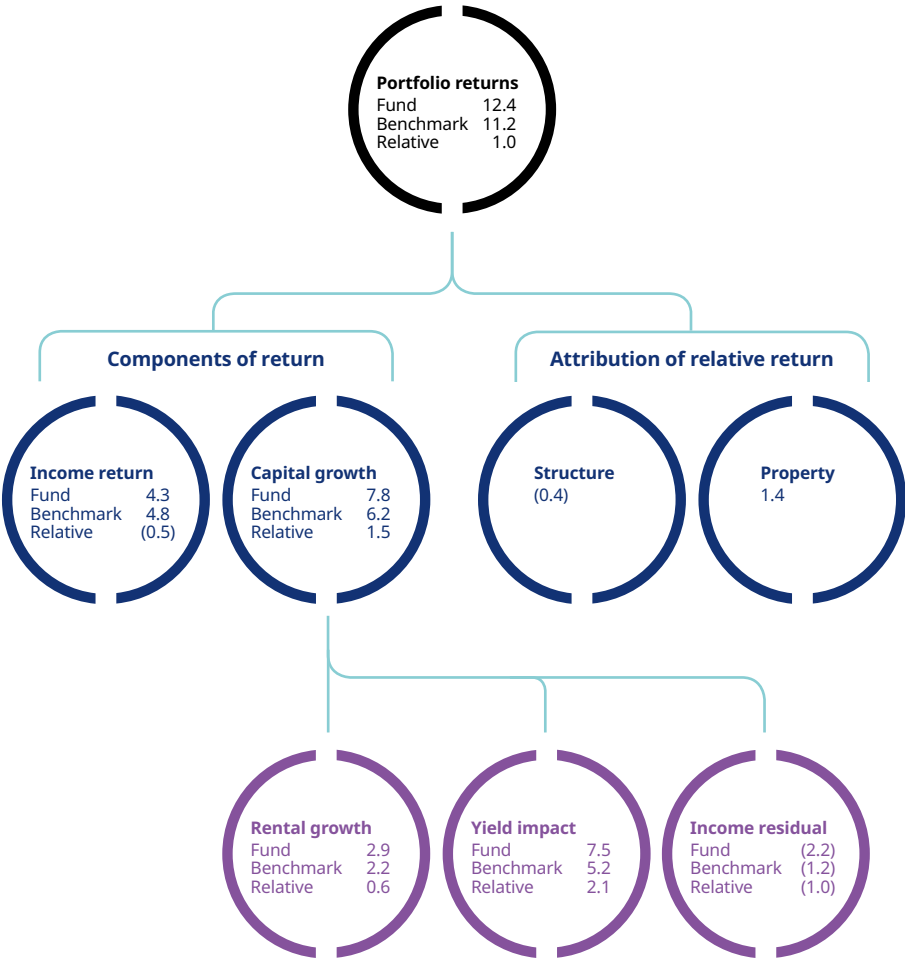 Portfolio returns
Fund 12.4
Benchmark 11.2
Relative 1.0
Components of return
Attribution of relative return
Income return
Fund 4.3
Benchmark 4.8
Relative (0.5)
Capital growth
Fund 7.8
Benchmark 6.2
Relative 1.5
Structure
(0.4)
Property
1.4
Rental growth
Fund 2.9
Benchmark 2.2
Relative 0.6
Yield impact
Fund 7.5
Benchmark 5.2
Relative 2.1
Income residual
Fund (2.2)
Benchmark (1.2)
Relative (1.0)